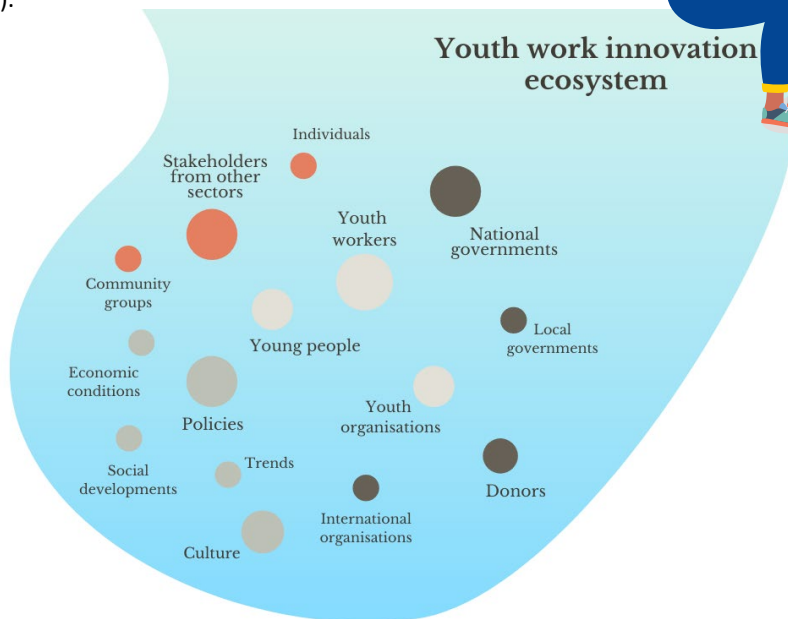 ).
Youth work innovation
ecosystem
Individuals
Stakeholders
from other
sectors
Youth
workers
National
governments
Community
groups
Young people
Local
governments
Economic
conditions
Policies
Youth
organisations
Social
developments
Trends
Donors
International
organisations
Culture